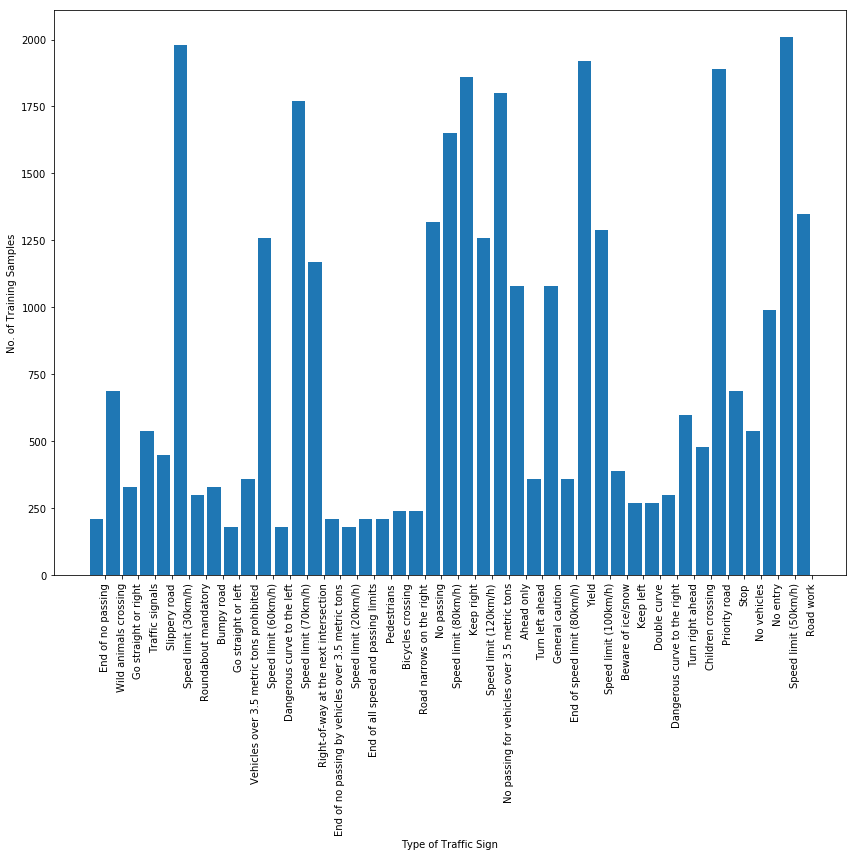 No. of Training Samples
2000
1750
1500
1250
1000
750
500
250
0
End of no passing
Wild animals crossing
Go straight or right
Traffic signals
Slippery road
Speed limit (30km/h)
Roundabout mandatory
Bumpy road
Go straight or left
Vehicles over 3.5 metric tons prohibited
Speed limit (60km/h)
Dangerous curve to the left
Speed limit (70km/h)
Right-of-way at the next intersection
End of no passing by vehicles over 3.5 metric tons
Speed limit (20km/h)
End of all speed and passing limits
Pedestrians
Bicycles crossing
Road narrows on the right
No passing
Speed limit (80km/h)
Keep right
Speed limit (120km/h)
No passing for vehicles over 3.5 metric tons
Ahead only
Turn left ahead
General caution
End of speed limit (80km/h)
Yield
Speed limit (100km/h)
Beware of ice/snow
Keep left
Double curve
Dangerous curve to the right
Turn right ahead
Children crossing
Priority road
Stop
No vehicles
No entry
Speed limit (50km/h)
Road work
Type of Traffic Sign